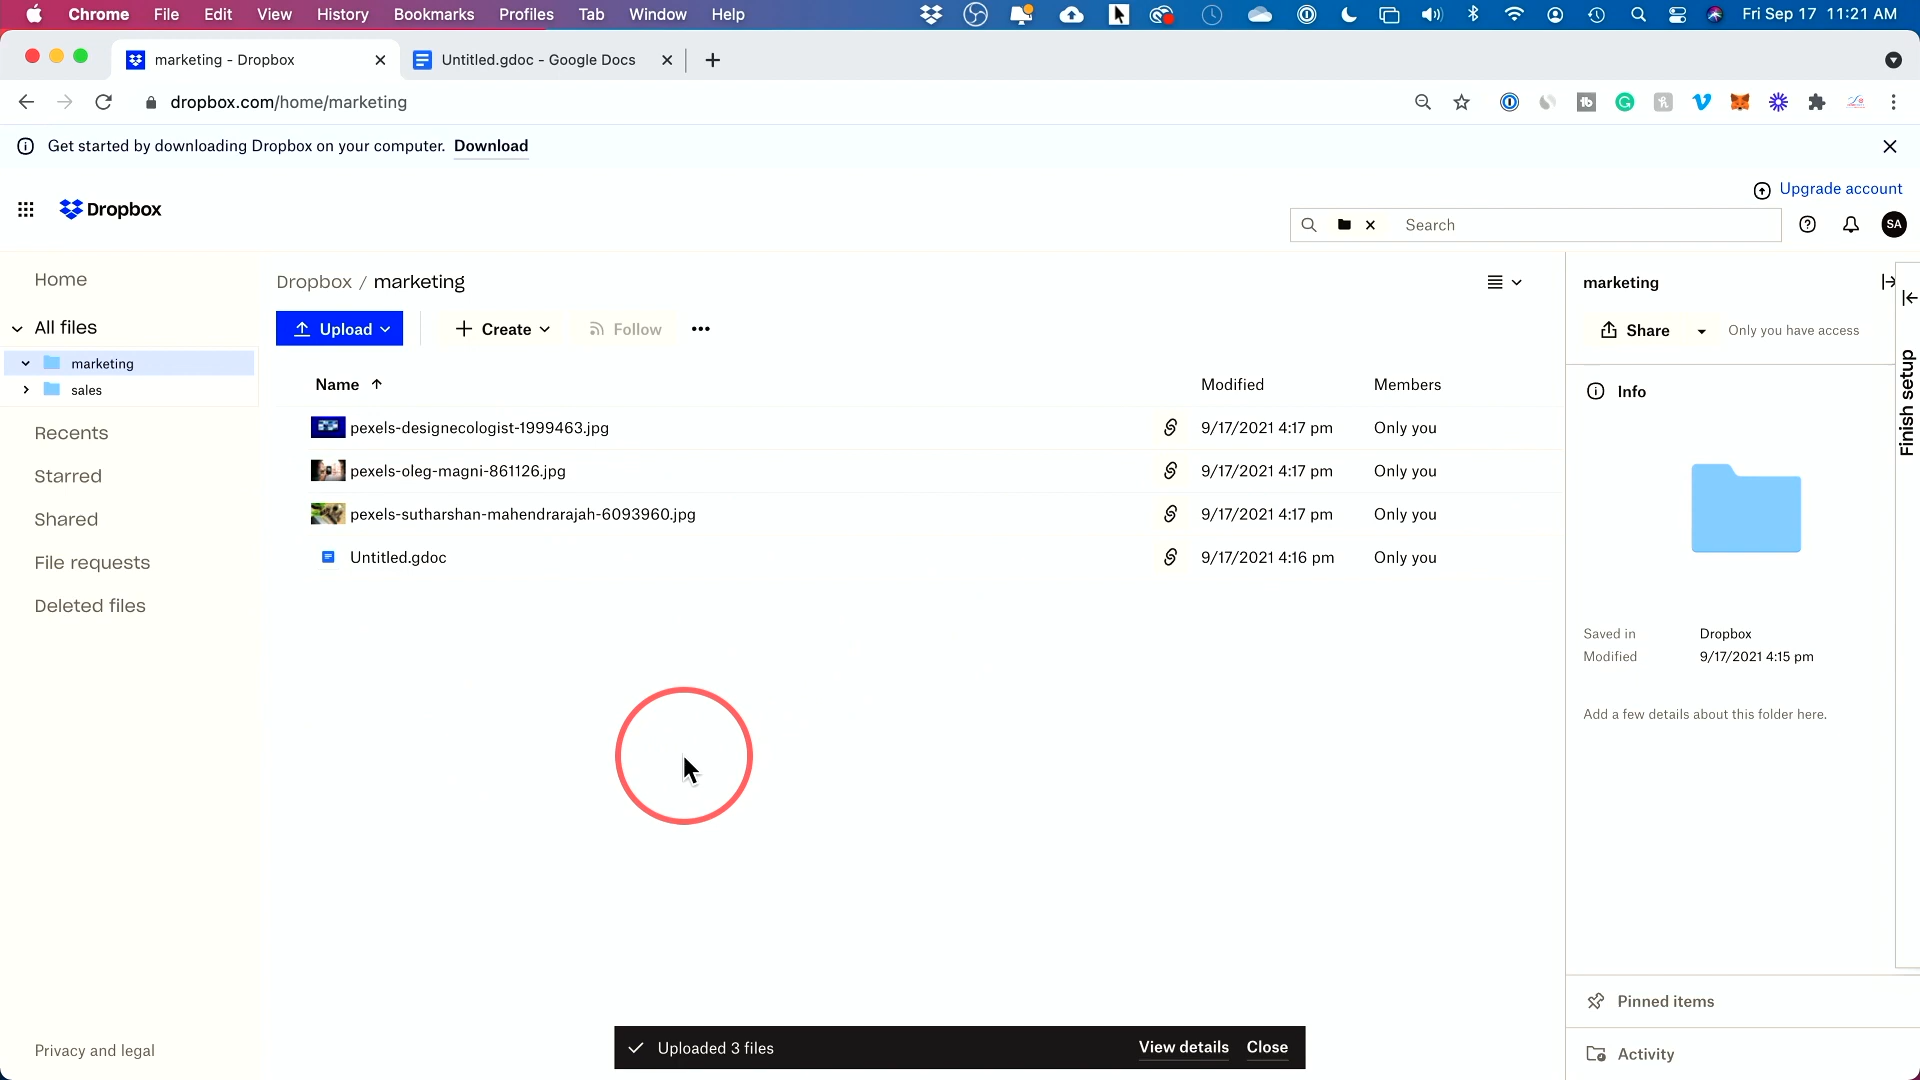 Chrome File Edit View History Bookmarks Profiles Tab Window Help Fri Sep 17 11:21 AM
marketing - Dropbox Untitled.gdoc - Google Docs
dropbox.com/home/marketing
Get started by downloading Dropbox on your computer. Download
Upgrade account
Dropbox
Search
SA
Home
All files
marketing
sales
Recents
Starred
Shared
File requests
Deleted files
Privacy and legal
Dropbox / marketing
Upload Create Follow
Name Modified Members
pexels-designecologist-1999463.jpg 9/17/2021 4:17 pm Only you
pexels-oleg-magni-861126.jpg 9/17/2021 4:17 pm Only you
pexels-sutharshan-mahendrarajah-6093960.jpg 9/17/2021 4:17 pm Only you
Untitled.gdoc 9/17/2021 4:16 pm Only you
Uploaded 3 files View details Close
marketing
Share Only you have access
Info
Saved in Dropbox
Modified 9/17/2021 4:15 pm
Add a few details about this folder here.
Pinned items
Activity
Finish setup